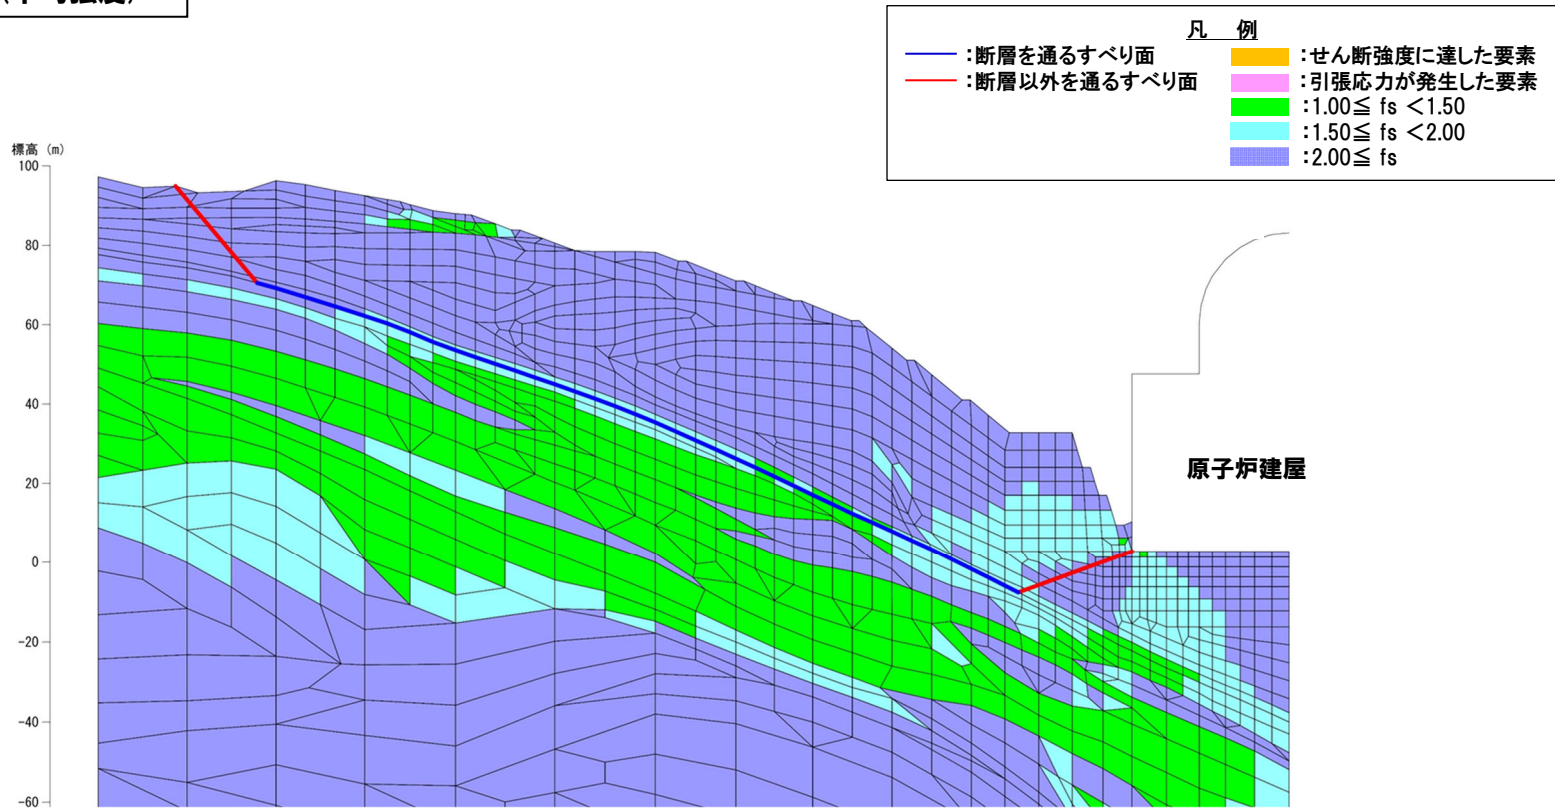 凡 例
:断層を通るすべり面
:せん断強度に達した要素
:断層以外を通るすべり面
:引張応力が発生した要素
:1.00≦ fs <1.50
:1.50≦ fs <2.00
:2.00≦ fs
標高 (m)
100
80
60
40
20
0
-20
-40
-60
原子炉建屋